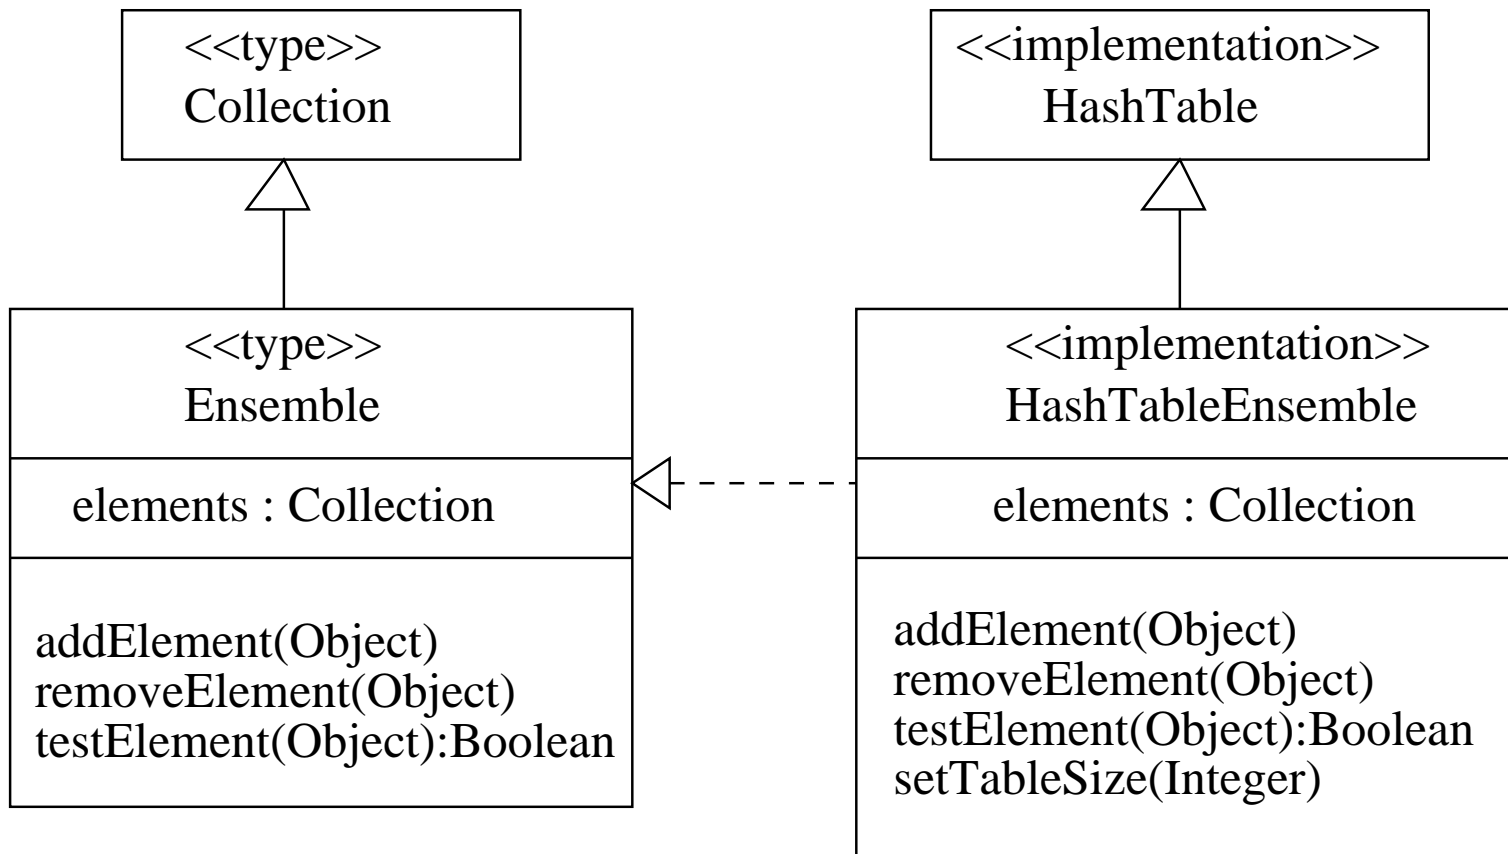 <<type>>
Collection
<<implementation>>
HashTable
<<type>>
Ensemble
elements : Collection
addElement(Object)
removeElement(Object)
testElement(Object):Boolean
<<implementation>>
HashTableEnsemble
elements : Collection
addElement(Object)
removeElement(Object)
testElement(Object):Boolean
setTableSize(Integer)